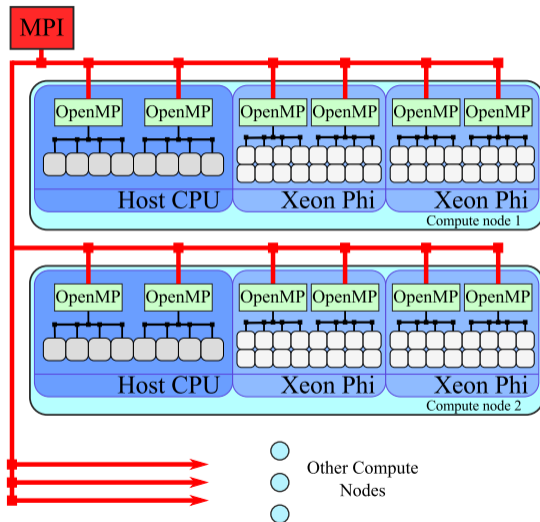 MPI
OpenMP OpenMP OpenMP OpenMP OpenMP OpenMP
Host CPU Xeon Phi Xeon Phi
Compute node 1
OpenMP OpenMP OpenMP OpenMP OpenMP OpenMP
Host CPU Xeon Phi Xeon Phi
Compute node 2
Other Compute
Nodes